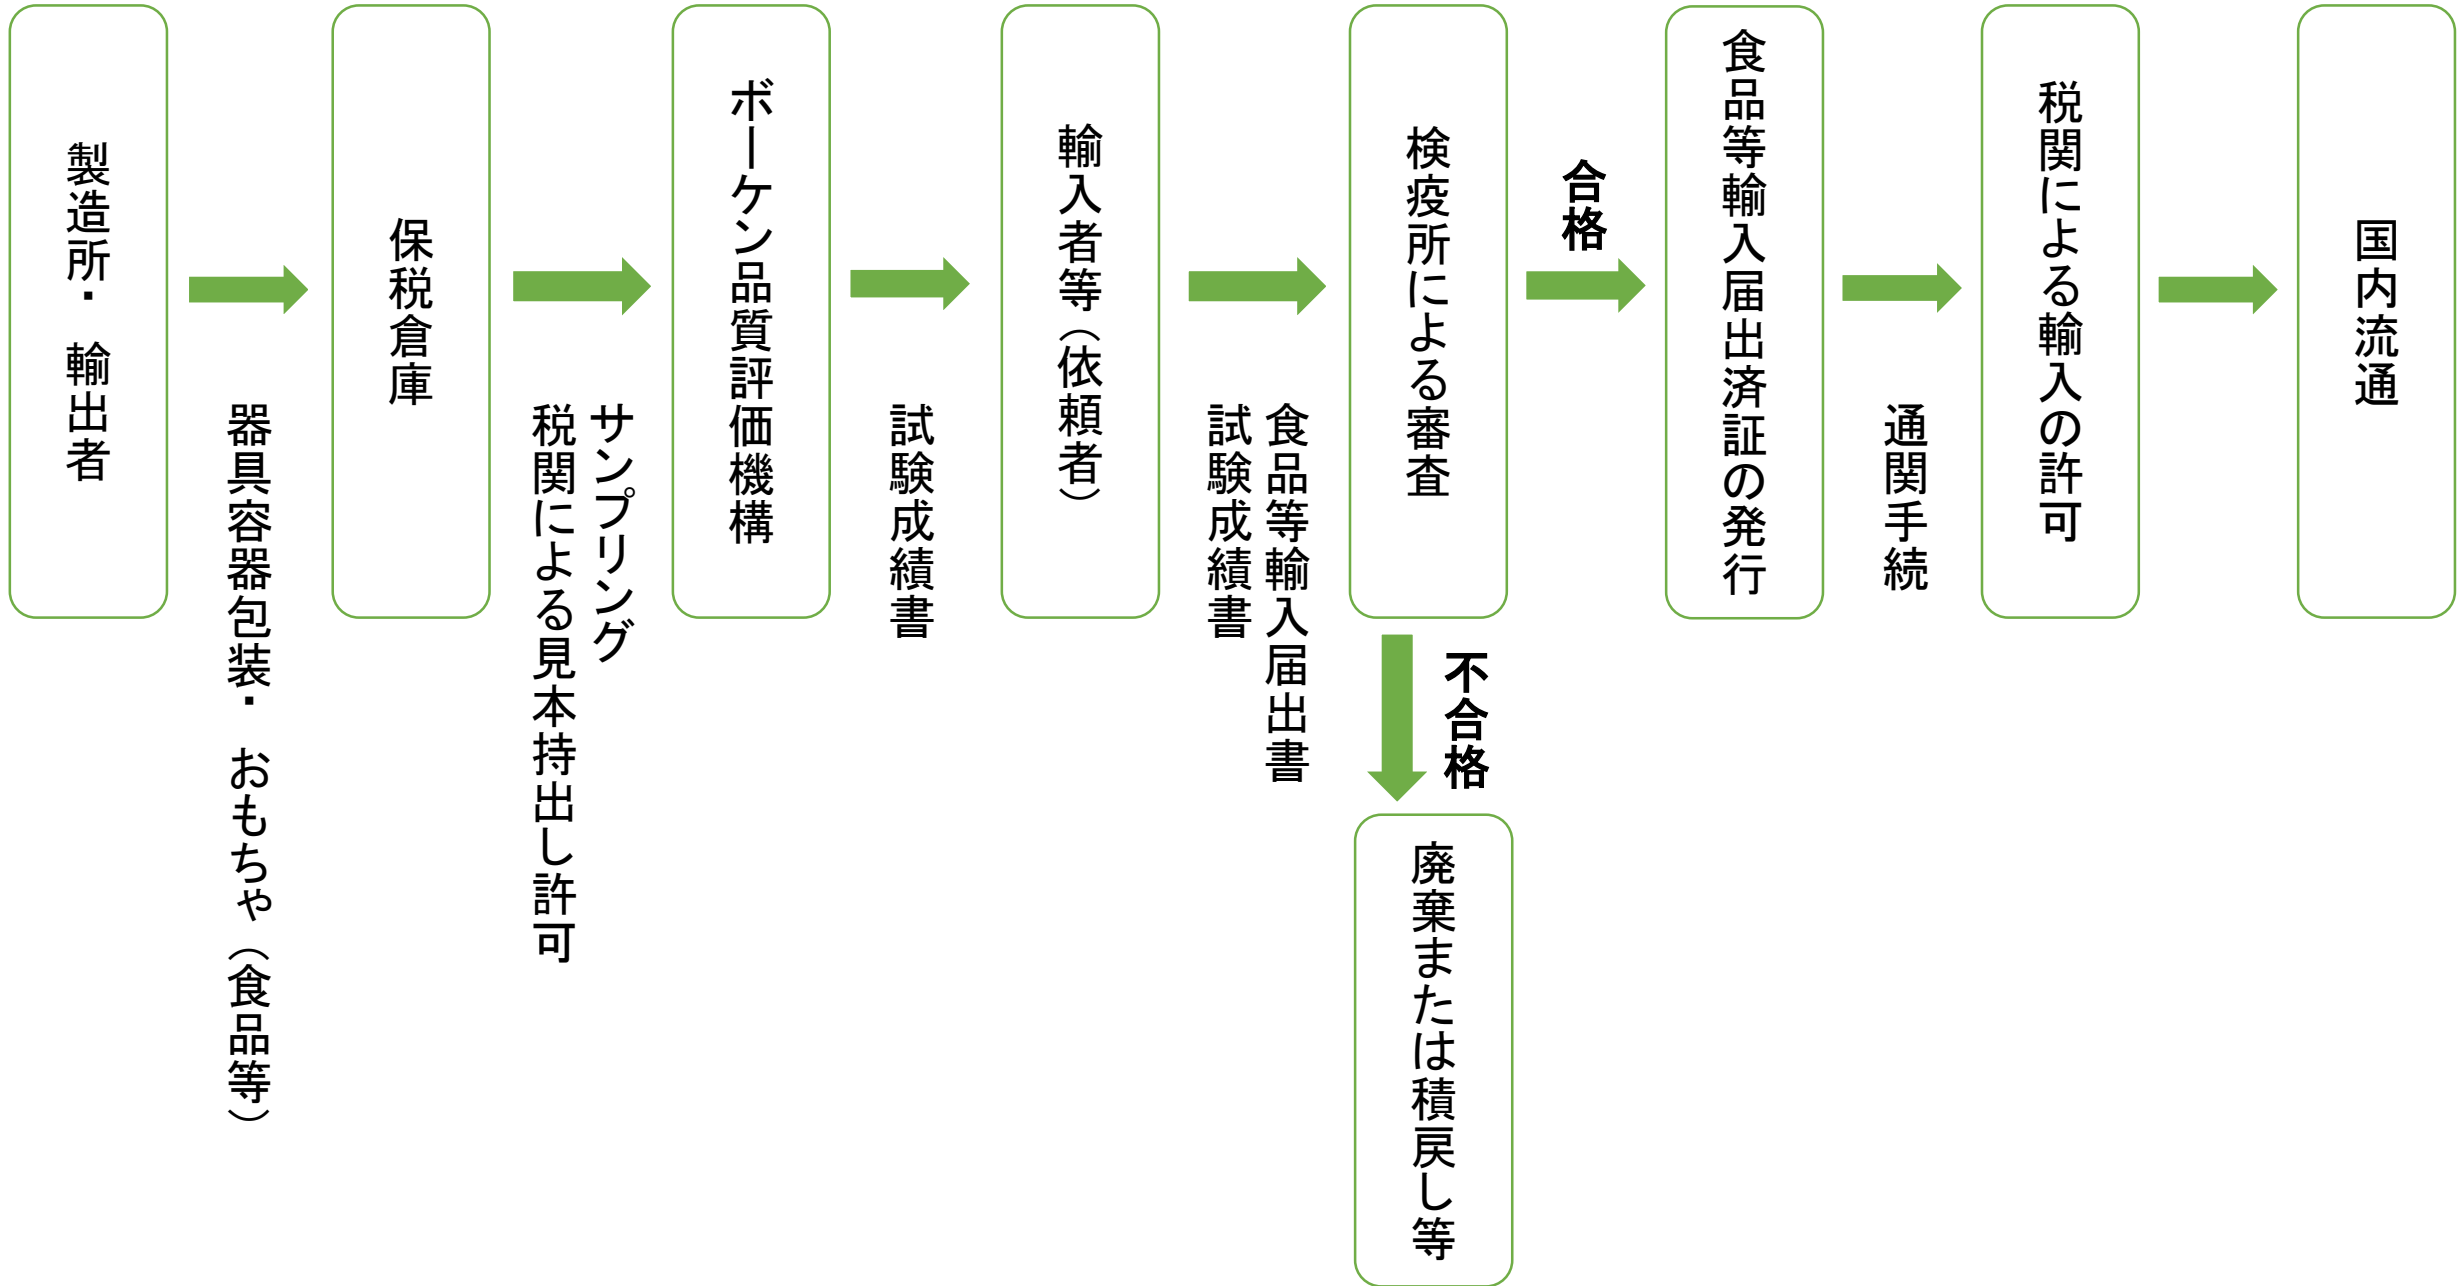 製造所・輸出者
器具容器包装・おもちゃ（食品等）
保税倉庫
サンプリング
税関による見本持出し許可
ボーケン品質評価機構
試験成績書
輸入者等（依頼者）
食品等輸入届出書
試験成績書
検疫所による審査
合格
不合格
廃棄または積戻し等
食品等輸入届出済証の発行
通関手続
税関による輸入の許可
国内流通